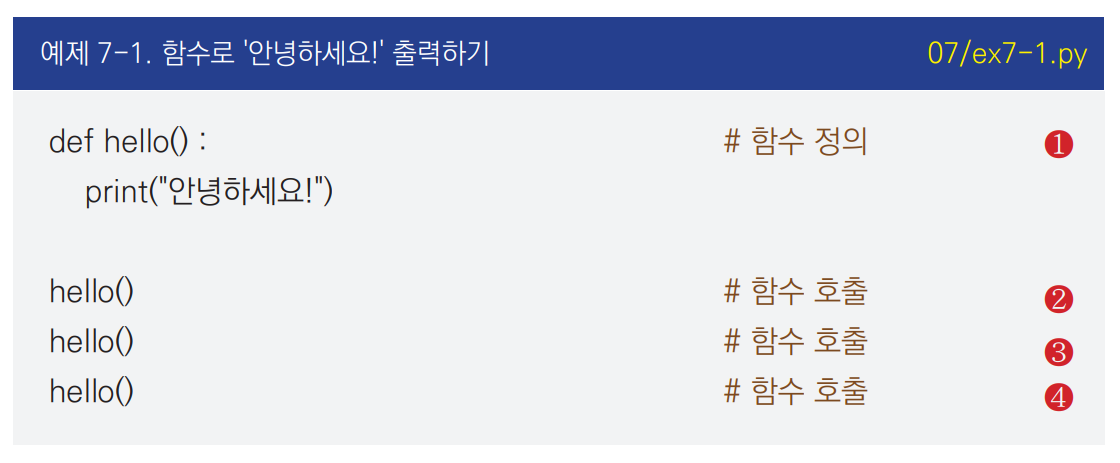 예제 7-1. 함수로 '안녕하세요!' 출력하기 07/ex7-1.py
def hello() : # 함수 정의 ❶
print("안녕하세요!")
hello() # 함수 호출 ❷
hello() # 함수 호출 ❸
hello() # 함수 호출 ❹